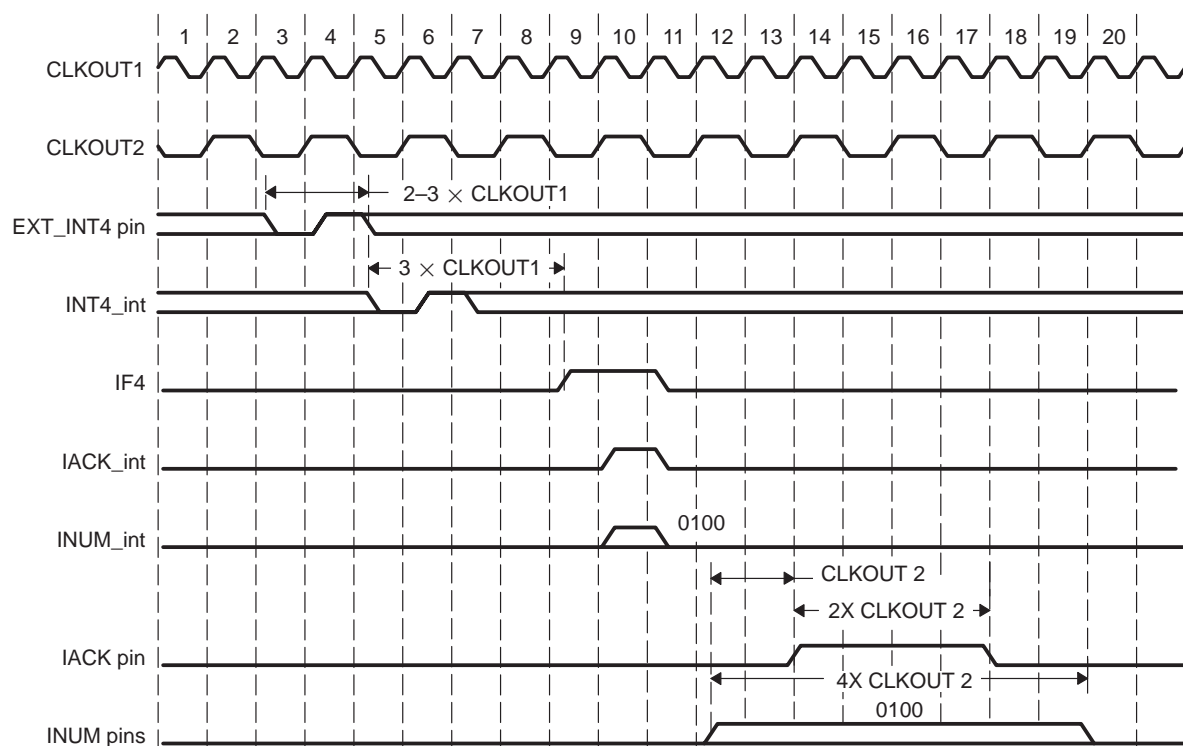 1 2 3 4 5 6 7 8 9 10 11 12 13 14 15 16 17 18 19 20
CLKOUT1
CLKOUT2
2–3 × CLKOUT1
EXT_INT4 pin
3 × CLKOUT1
INT4_int
IF4
IACK_int
0100
INUM_int
CLKOUT 2
2X CLKOUT 2
IACK pin
4X CLKOUT 2
0100
INUM pins